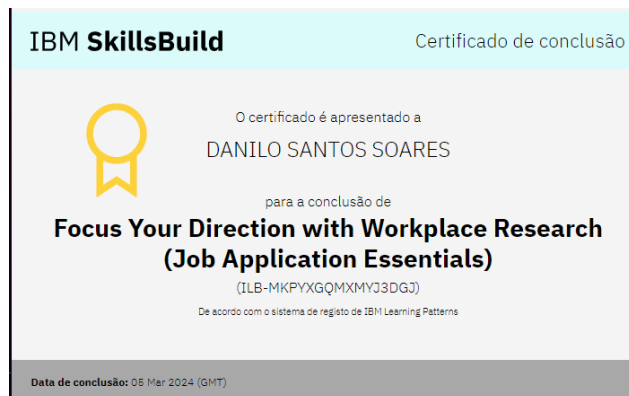 IBM SkillsBuild
Certificado de conclusão
O certificado é apresentado a
DANILO SANTOS SOARES
para a conclusão de
Focus Your Direction with Workplace Research
(Job Application Essentials)
(ILB-MKPYXGQMXMYJ3DGJ)
De acordo com o sistema de registo de IBM Learning Patterns
Data de conclusão: 05 Mar 2024 (GMT)